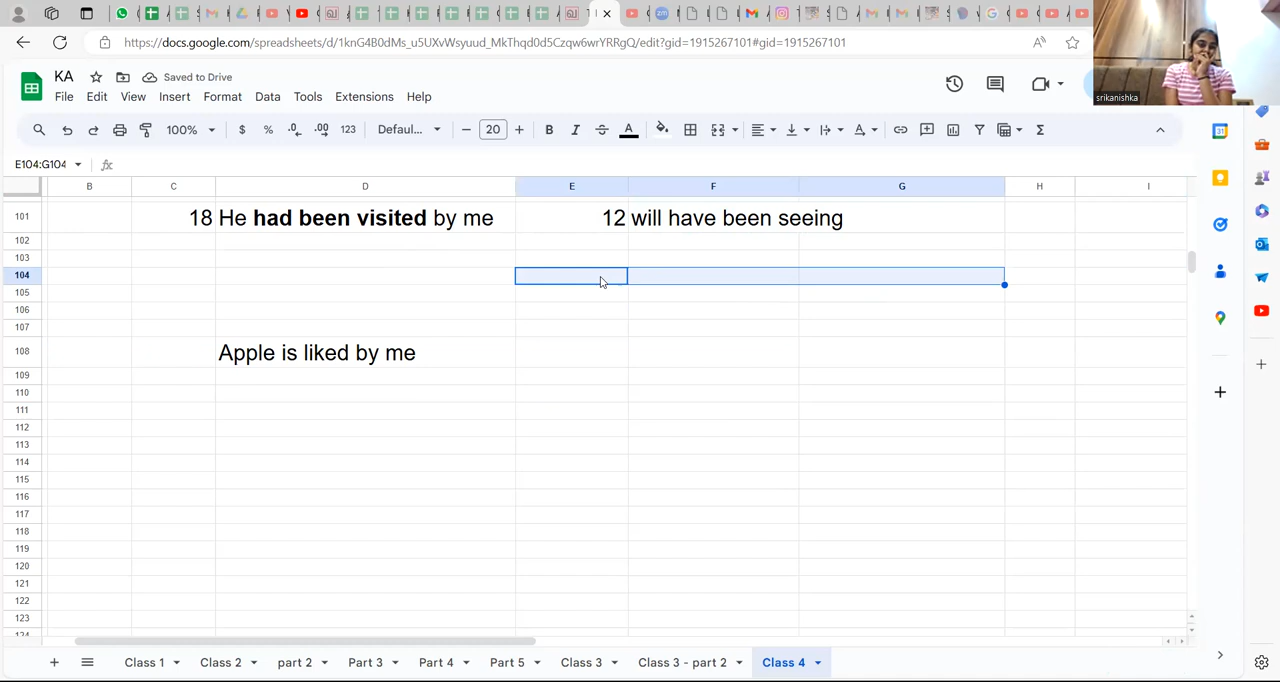 https://docs.google.com/spreadsheets/d/1knG4B0dMs_u5UXvWsyuud_MkThqd0d5Czqw6wrYRRgQ/edit?gid=1915267101#gid=1915267101
srikanishka
KA
Saved to Drive
File Edit View Insert Format Data Tools Extensions Help
100% $ % .0 .00 123 Defaul... 20 B I A
E104:G104 fx
B C D E F G H I
101 18 He had been visited by me 12 will have been seeing
102
103
104
105
106
107
108 Apple is liked by me
109
110
111
112
113
114
115
116
117
118
119
120
121
122
123
124
Class 1 Class 2 part 2 Part 3 Part 4 Part 5 Class 3 Class 3 - part 2 Class 4